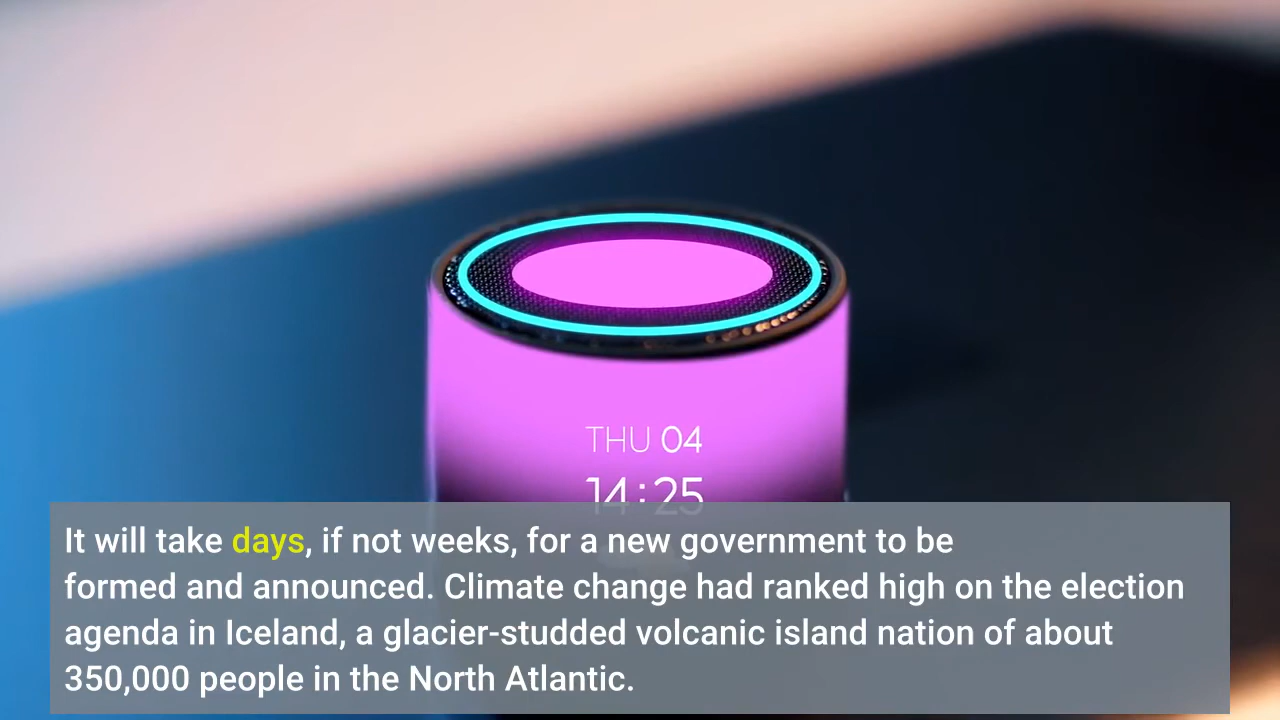 THU 04
14:25
It will take days, if not weeks, for a new government to be
formed and announced. Climate change had ranked high on the election
agenda in Iceland, a glacier-studded volcanic island nation of about
350,000 people in the North Atlantic.